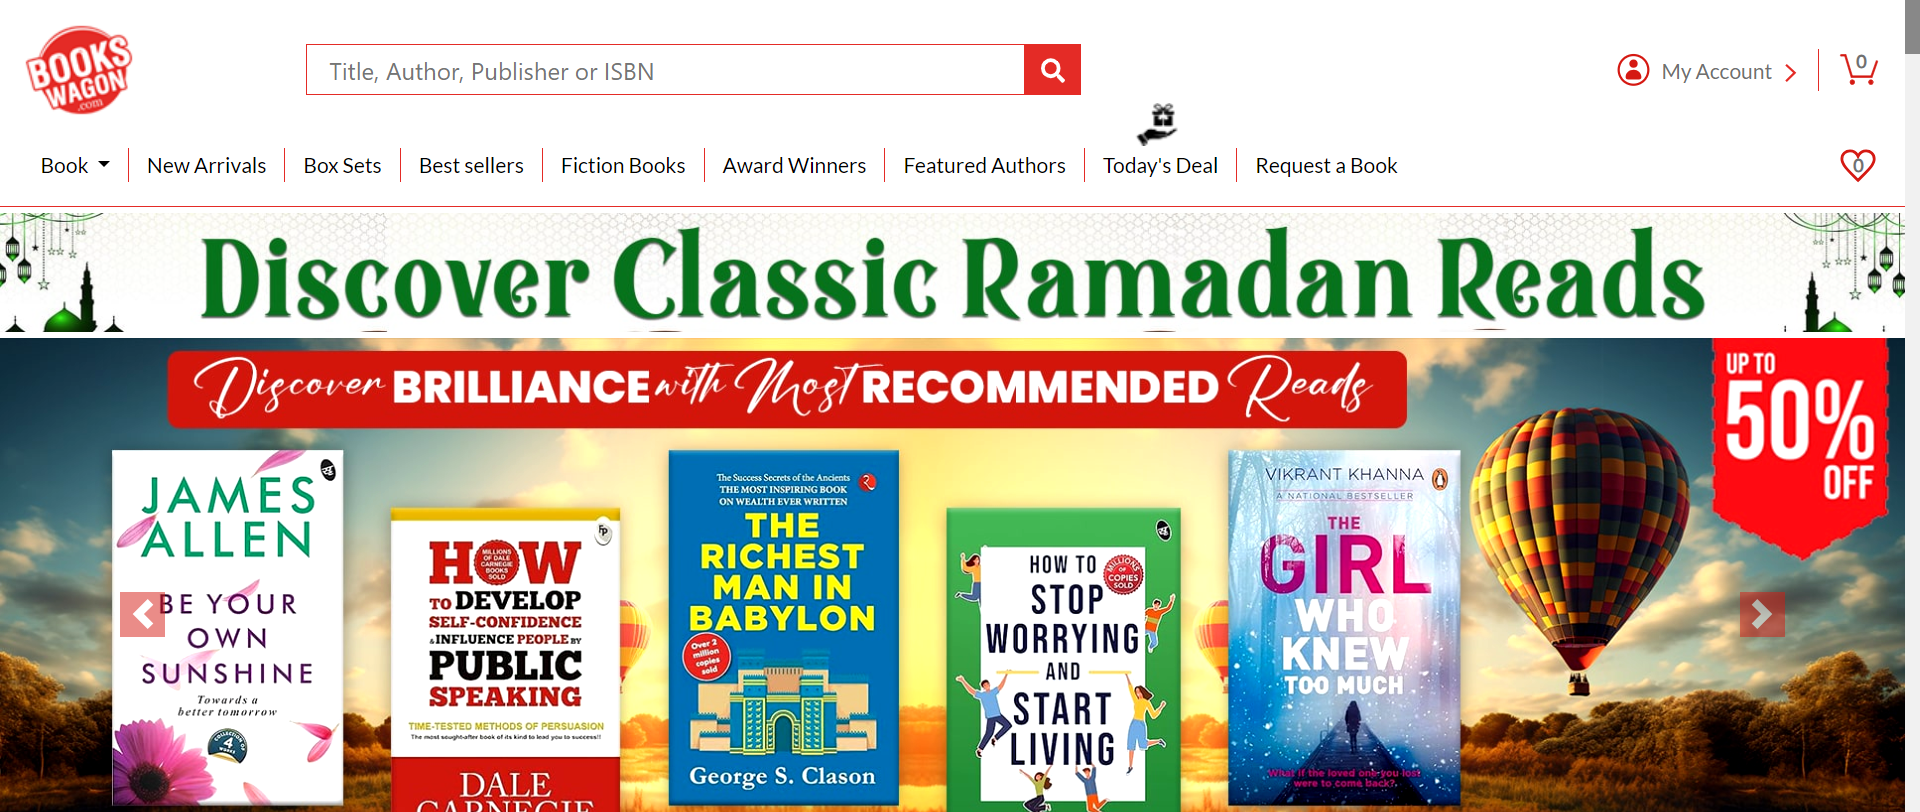 BOOKS
WAGON
.com
Title, Author, Publisher or ISBN
My Account
0
Book
New Arrivals
Box Sets
Best sellers
Fiction Books
Award Winners
Featured Authors
Today's Deal
Request a Book
0
Discover Classic Ramadan Reads
Discover BRILLIANCE with Most RECOMMENDED Reads
UP TO
50%
OFF
JAMES
ALLEN
BE YOUR
OWN
SUNSHINE
Towards a
better tomorrow
COLLECTION OF
4
WORKS
FP
HOW
MILLIONS
OF DALE
CARNEGIE
BOOKS
SOLD
TO DEVELOP
SELF-CONFIDENCE
& INFLUENCE PEOPLE BY
PUBLIC
SPEAKING
TIME-TESTED METHODS OF PERSUASION
The most sought-after book of its kind to lead you to success!!
DALE
CARNEGIE
The Success Secrets of the Ancients
THE MOST INSPIRING BOOK
ON WEALTH EVER WRITTEN
THE
RICHEST
MAN IN
BABYLON
Over 2
million
copies
sold
George S. Clason
HOW TO
STOP
WORRYING
AND
START
LIVING
MILLIONS
OF
COPIES
SOLD
VIKRANT KHANNA
A NATIONAL BESTSELLER
THE
GIRL
WHO
KNEW
TOO MUCH
What if the loved one you lost
were to come back?